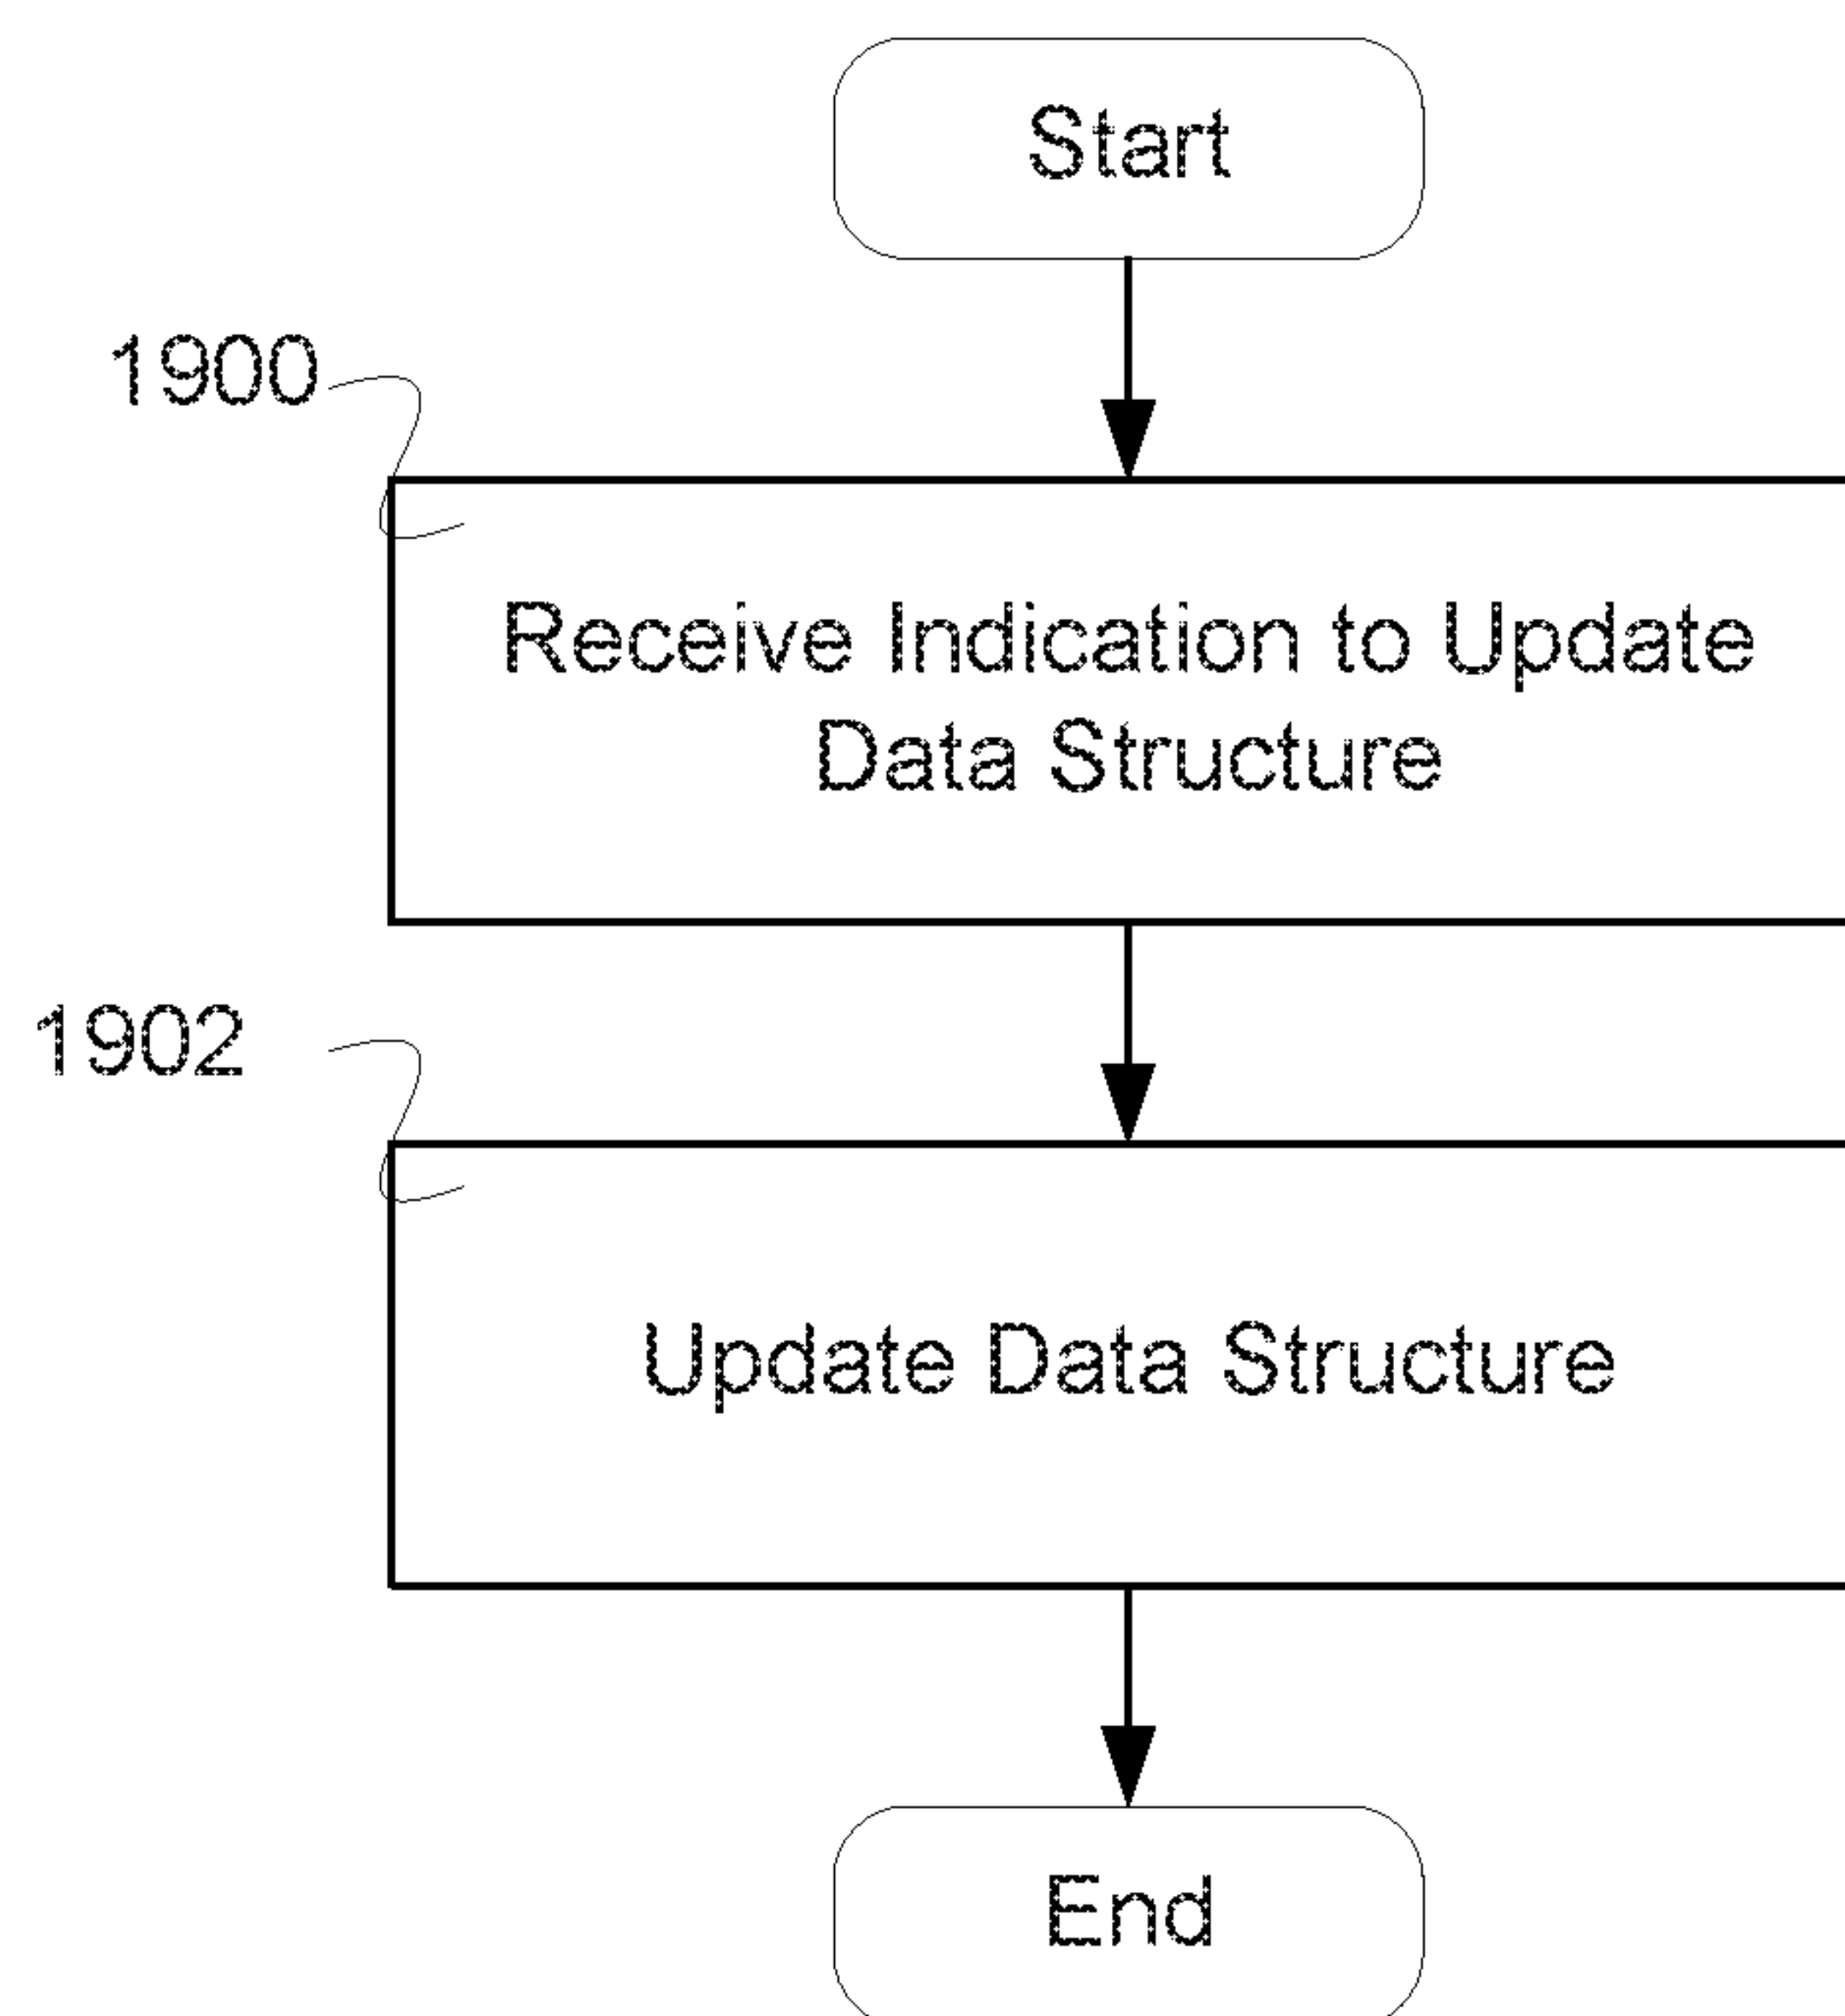 Start
1900
Receive Indication to Update
Data Structure
1902
Update Data Structure
End